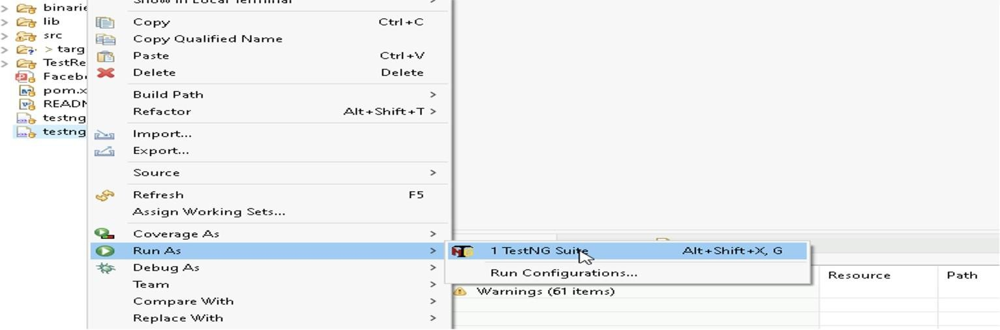 binarie
lib
src
> targ
TestRe
Facebo
pom.x
READM
testng
testng
Show in Local Terminal >
Copy Ctrl+C
Copy Qualified Name
Paste Ctrl+V
Delete Delete
Build Path >
Refactor Alt+Shift+T >
Import...
Export...
Source >
Refresh F5
Assign Working Sets...
Coverage As >
Run As >
Debug As >
Team >
Compare With >
Replace With >
1 TestNG Suite Alt+Shift+X, G
Run Configurations...
Resource Path
Warnings (61 items)